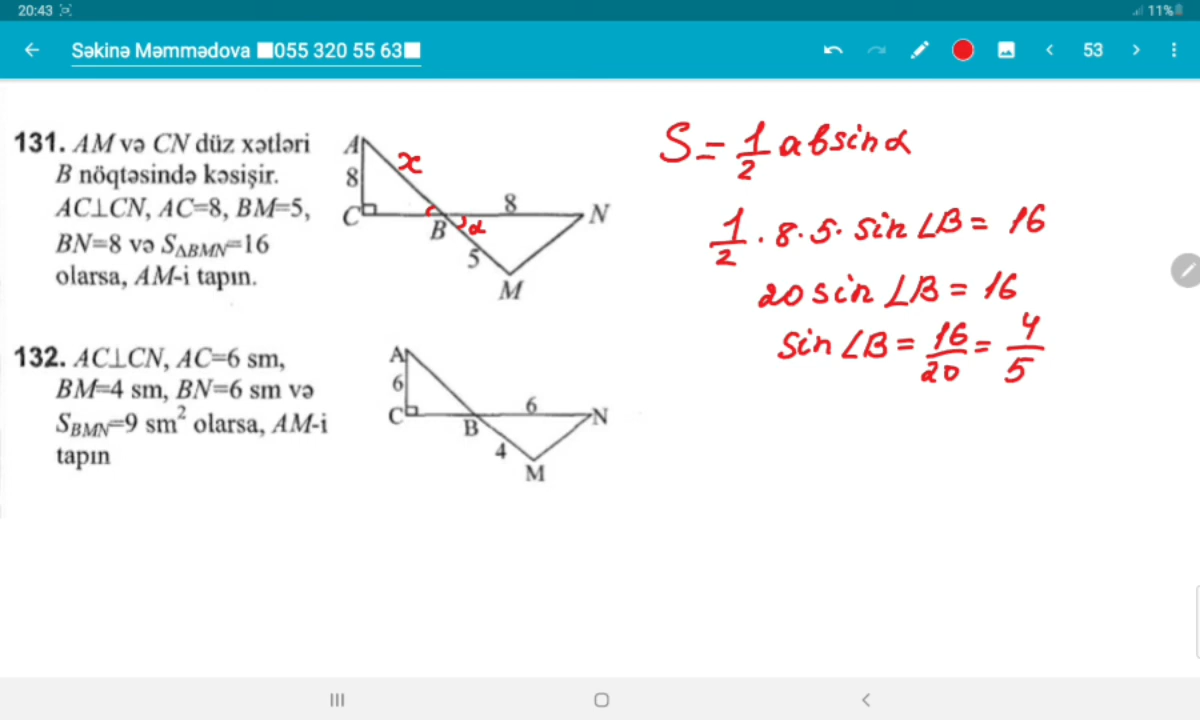 20:43
11%
Səkinə Məmmədova 055 320 55 63
53
131. AM və CN düz xətləri
B nöqtəsində kəsişir.
AC⊥CN, AC=8, BM=5,
BN=8 və S△BMN=16
olarsa, AM-i tapın.
A
x
8
C
B
α
8
N
5
M
S = 1/2 absinα
1/2 · 8 · 5 · sin ∠B = 16
20 sin ∠B = 16
sin ∠B = 16/20 = 4/5
132. AC⊥CN, AC=6 sm,
BM=4 sm, BN=6 sm və
SBMN=9 sm² olarsa, AM-i
tapın
A
6
C
B
6
N
4
M